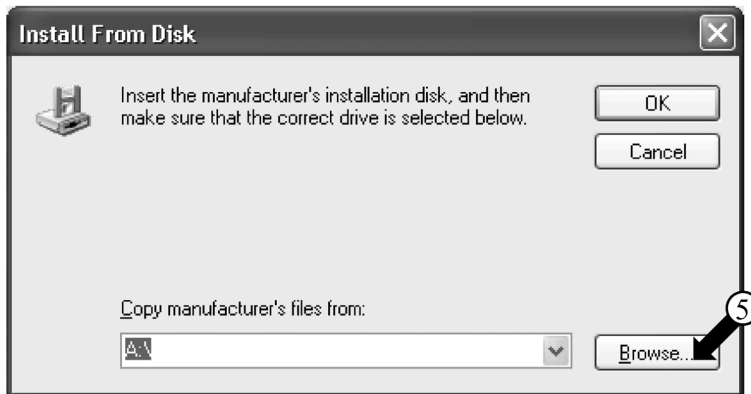 Install From Disk
Insert the manufacturer's installation disk, and then
make sure that the correct drive is selected below.
OK
Cancel
Copy manufacturer's files from:
A:\
Browse...
5